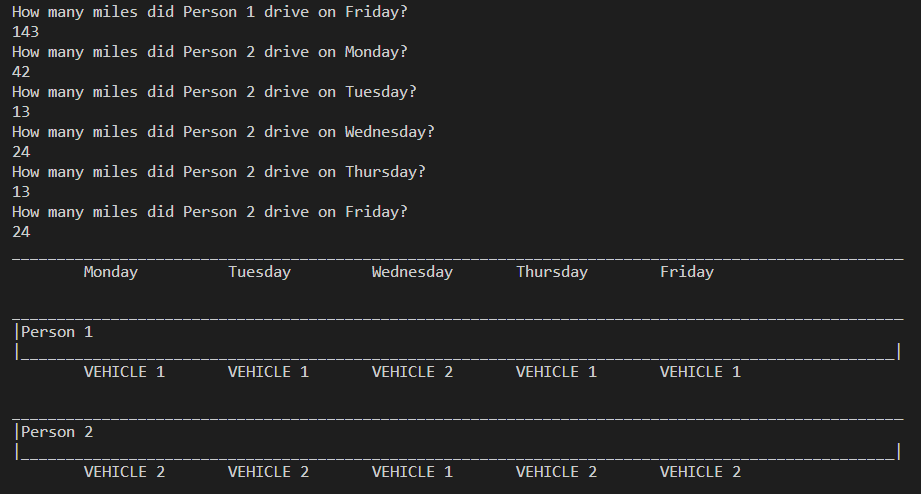 How many miles did Person 1 drive on Friday?
143
How many miles did Person 2 drive on Monday?
42
How many miles did Person 2 drive on Tuesday?
13
How many miles did Person 2 drive on Wednesday?
24
How many miles did Person 2 drive on Thursday?
13
How many miles did Person 2 drive on Friday?
24
Monday Tuesday Wednesday Thursday Friday
|Person 1
VEHICLE 1 VEHICLE 1 VEHICLE 2 VEHICLE 1 VEHICLE 1
|Person 2
VEHICLE 2 VEHICLE 2 VEHICLE 1 VEHICLE 2 VEHICLE 2